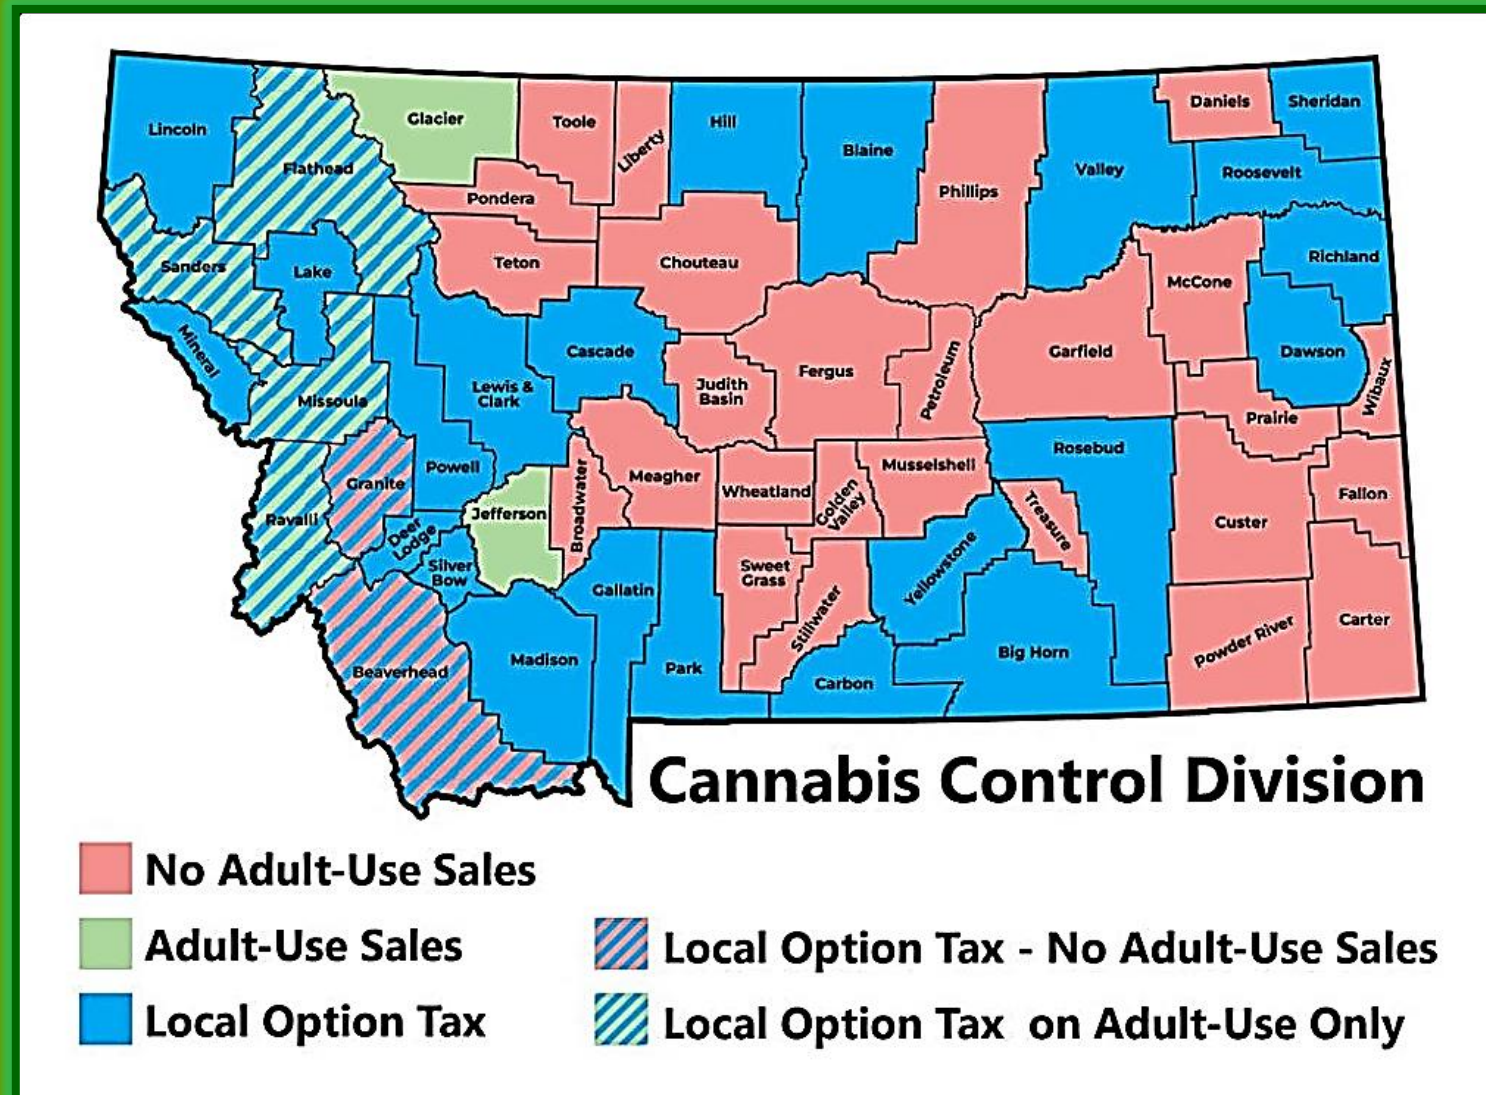 Lincoln
Flathead
Glacier
Toole
Liberty
Hill
Blaine
Phillips
Valley
Daniels
Sheridan
Roosevelt
Pondera
Teton
Chouteau
Sanders
Lake
McCone
Richland
Mineral
Missoula
Lewis &
Clark
Cascade
Judith
Basin
Fergus
Petroleum
Garfield
Dawson
Wibaux
Prairie
Powell
Granite
Ravalli
Deer
Lodge
Silver
Bow
Jefferson
Broadwater
Meagher
Wheatland
Golden
Valley
Musselshell
Rosebud
Treasure
Custer
Fallon
Gallatin
Sweet
Grass
Stillwater
Yellowstone
Beaverhead
Madison
Park
Carbon
Big Horn
Powder River
Carter
Cannabis Control Division
No Adult-Use Sales
Adult-Use Sales
Local Option Tax
Local Option Tax - No Adult-Use Sales
Local Option Tax on Adult-Use Only